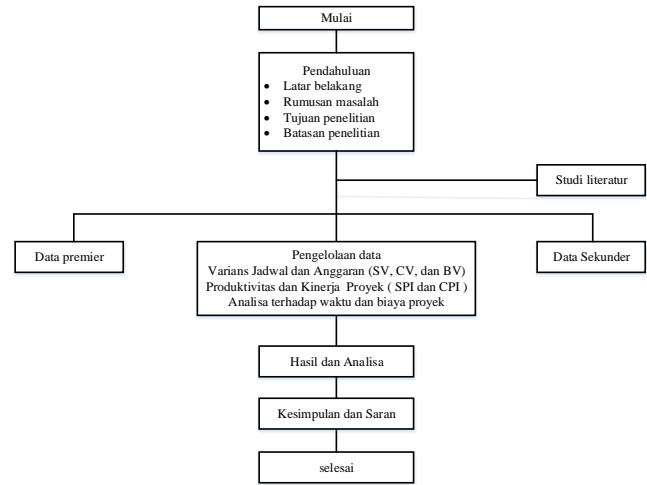 Mulai
Pendahuluan
• Latar belakang
• Rumusan masalah
• Tujuan penelitian
• Batasan penelitian
Studi literatur
Data premier
Pengelolaan data
Varians Jadwal dan Anggaran (SV, CV, dan BV)
Produktivitas dan Kinerja Proyek ( SPI dan CPI )
Analisa terhadap waktu dan biaya proyek
Data Sekunder
Hasil dan Analisa
Kesimpulan dan Saran
selesai